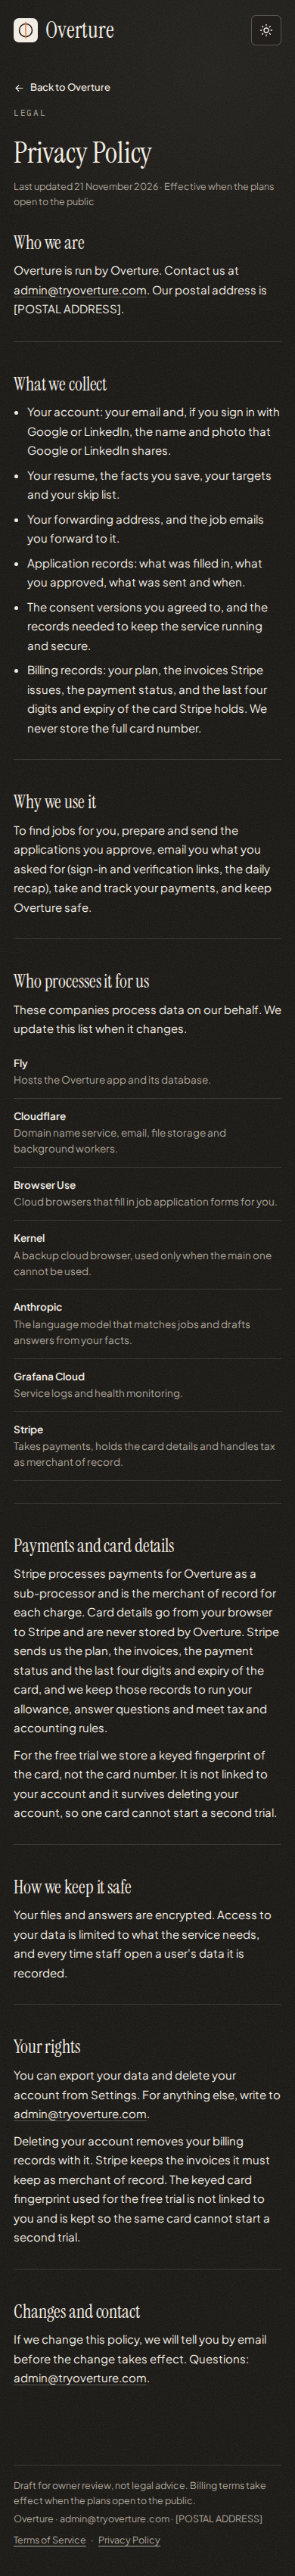 Overture
Back to Overture
LEGAL
Privacy Policy
Last updated 21 November 2026 · Effective when the plans
open to the public
Who we are
Overture is run by Overture. Contact us at
admin@tryoverture.com. Our postal address is
[POSTAL ADDRESS].
What we collect
• Your account: your email and, if you sign in with
Google or LinkedIn, the name and photo that
Google or LinkedIn shares.
• Your resume, the facts you save, your targets
and your skip list.
• Your forwarding address, and the job emails
you forward to it.
• Application records: what was filled in, what
you approved, what was sent and when.
• The consent versions you agreed to, and the
records needed to keep the service running
and secure.
• Billing records: your plan, the invoices Stripe
issues, the payment status, and the last four
digits and expiry of the card Stripe holds. We
never store the full card number.
Why we use it
To find jobs for you, prepare and send the
applications you approve, email you what you
asked for (sign-in and verification links, the daily
recap), take and track your payments, and keep
Overture safe.
Who processes it for us
These companies process data on our behalf. We
update this list when it changes.
Fly
Hosts the Overture app and its database.
Cloudflare
Domain name service, email, file storage and
background workers.
Browser Use
Cloud browsers that fill in job application forms for you.
Kernel
A backup cloud browser, used only when the main one
cannot be used.
Anthropic
The language model that matches jobs and drafts
answers from your facts.
Grafana Cloud
Service logs and health monitoring.
Stripe
Takes payments, holds the card details and handles tax
as merchant of record.
Payments and card details
Stripe processes payments for Overture as a
sub-processor and is the merchant of record for
each charge. Card details go from your browser
to Stripe and are never stored by Overture. Stripe
sends us the plan, the invoices, the payment
status and the last four digits and expiry of the
card, and we keep those records to run your
allowance, answer questions and meet tax and
accounting rules.
For the free trial we store a keyed fingerprint of
the card, not the card number. It is not linked to
your account and it survives deleting your
account, so one card cannot start a second trial.
How we keep it safe
Your files and answers are encrypted. Access to
your data is limited to what the service needs,
and every time staff open a user's data it is
recorded.
Your rights
You can export your data and delete your
account from Settings. For anything else, write to
admin@tryoverture.com.
Deleting your account removes your billing
records with it. Stripe keeps the invoices it must
keep as merchant of record. The keyed card
fingerprint used for the free trial is not linked to
you and is kept so the same card cannot start a
second trial.
Changes and contact
If we change this policy, we will tell you by email
before the change takes effect. Questions:
admin@tryoverture.com.
Draft for owner review, not legal advice. Billing terms take
effect when the plans open to the public.
Overture · admin@tryoverture.com · [POSTAL ADDRESS]
Terms of Service · Privacy Policy